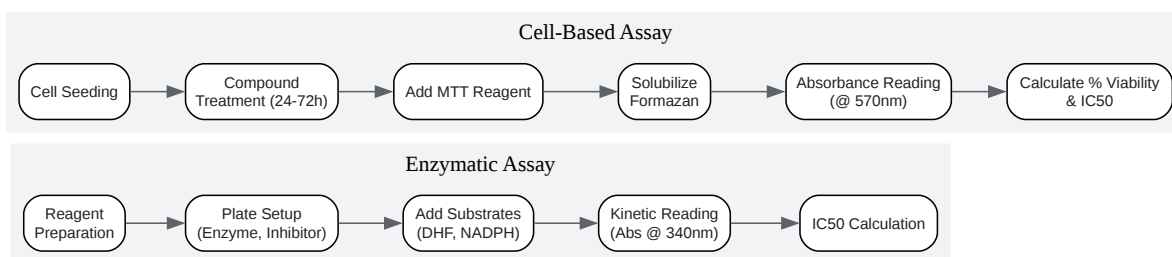 Cell-Based Assay
Cell Seeding
Compound
Treatment (24-72h)
Add MTT Reagent
Solubilize
Formazan
Absorbance Reading
(@ 570nm)
Calculate % Viability
& IC50
Enzymatic Assay
Reagent
Preparation
Plate Setup
(Enzyme, Inhibitor)
Add Substrates
(DHF, NADPH)
Kinetic Reading
(Abs @ 340nm)
IC50 Calculation